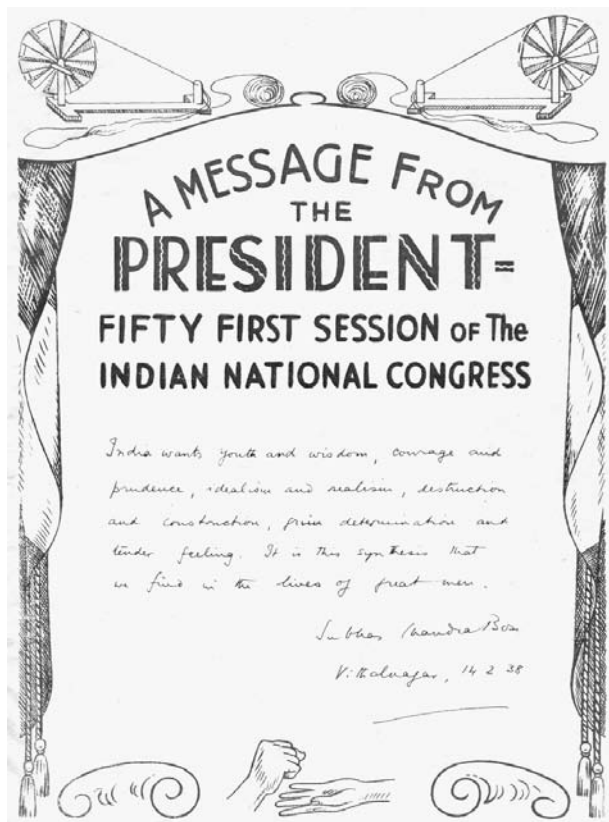 A MESSAGE FROM
THE
PRESIDENT=
FIFTY FIRST SESSION OF The
INDIAN NATIONAL CONGRESS
India wants youth and wisdom, courage and
prudence, idealism and realism, destruction
and construction, grim determination and
tender feeling. It is this synthesis that
we find in the lives of great men.
Subhas Chandra Bose
Vithalnagar, 14 2 38